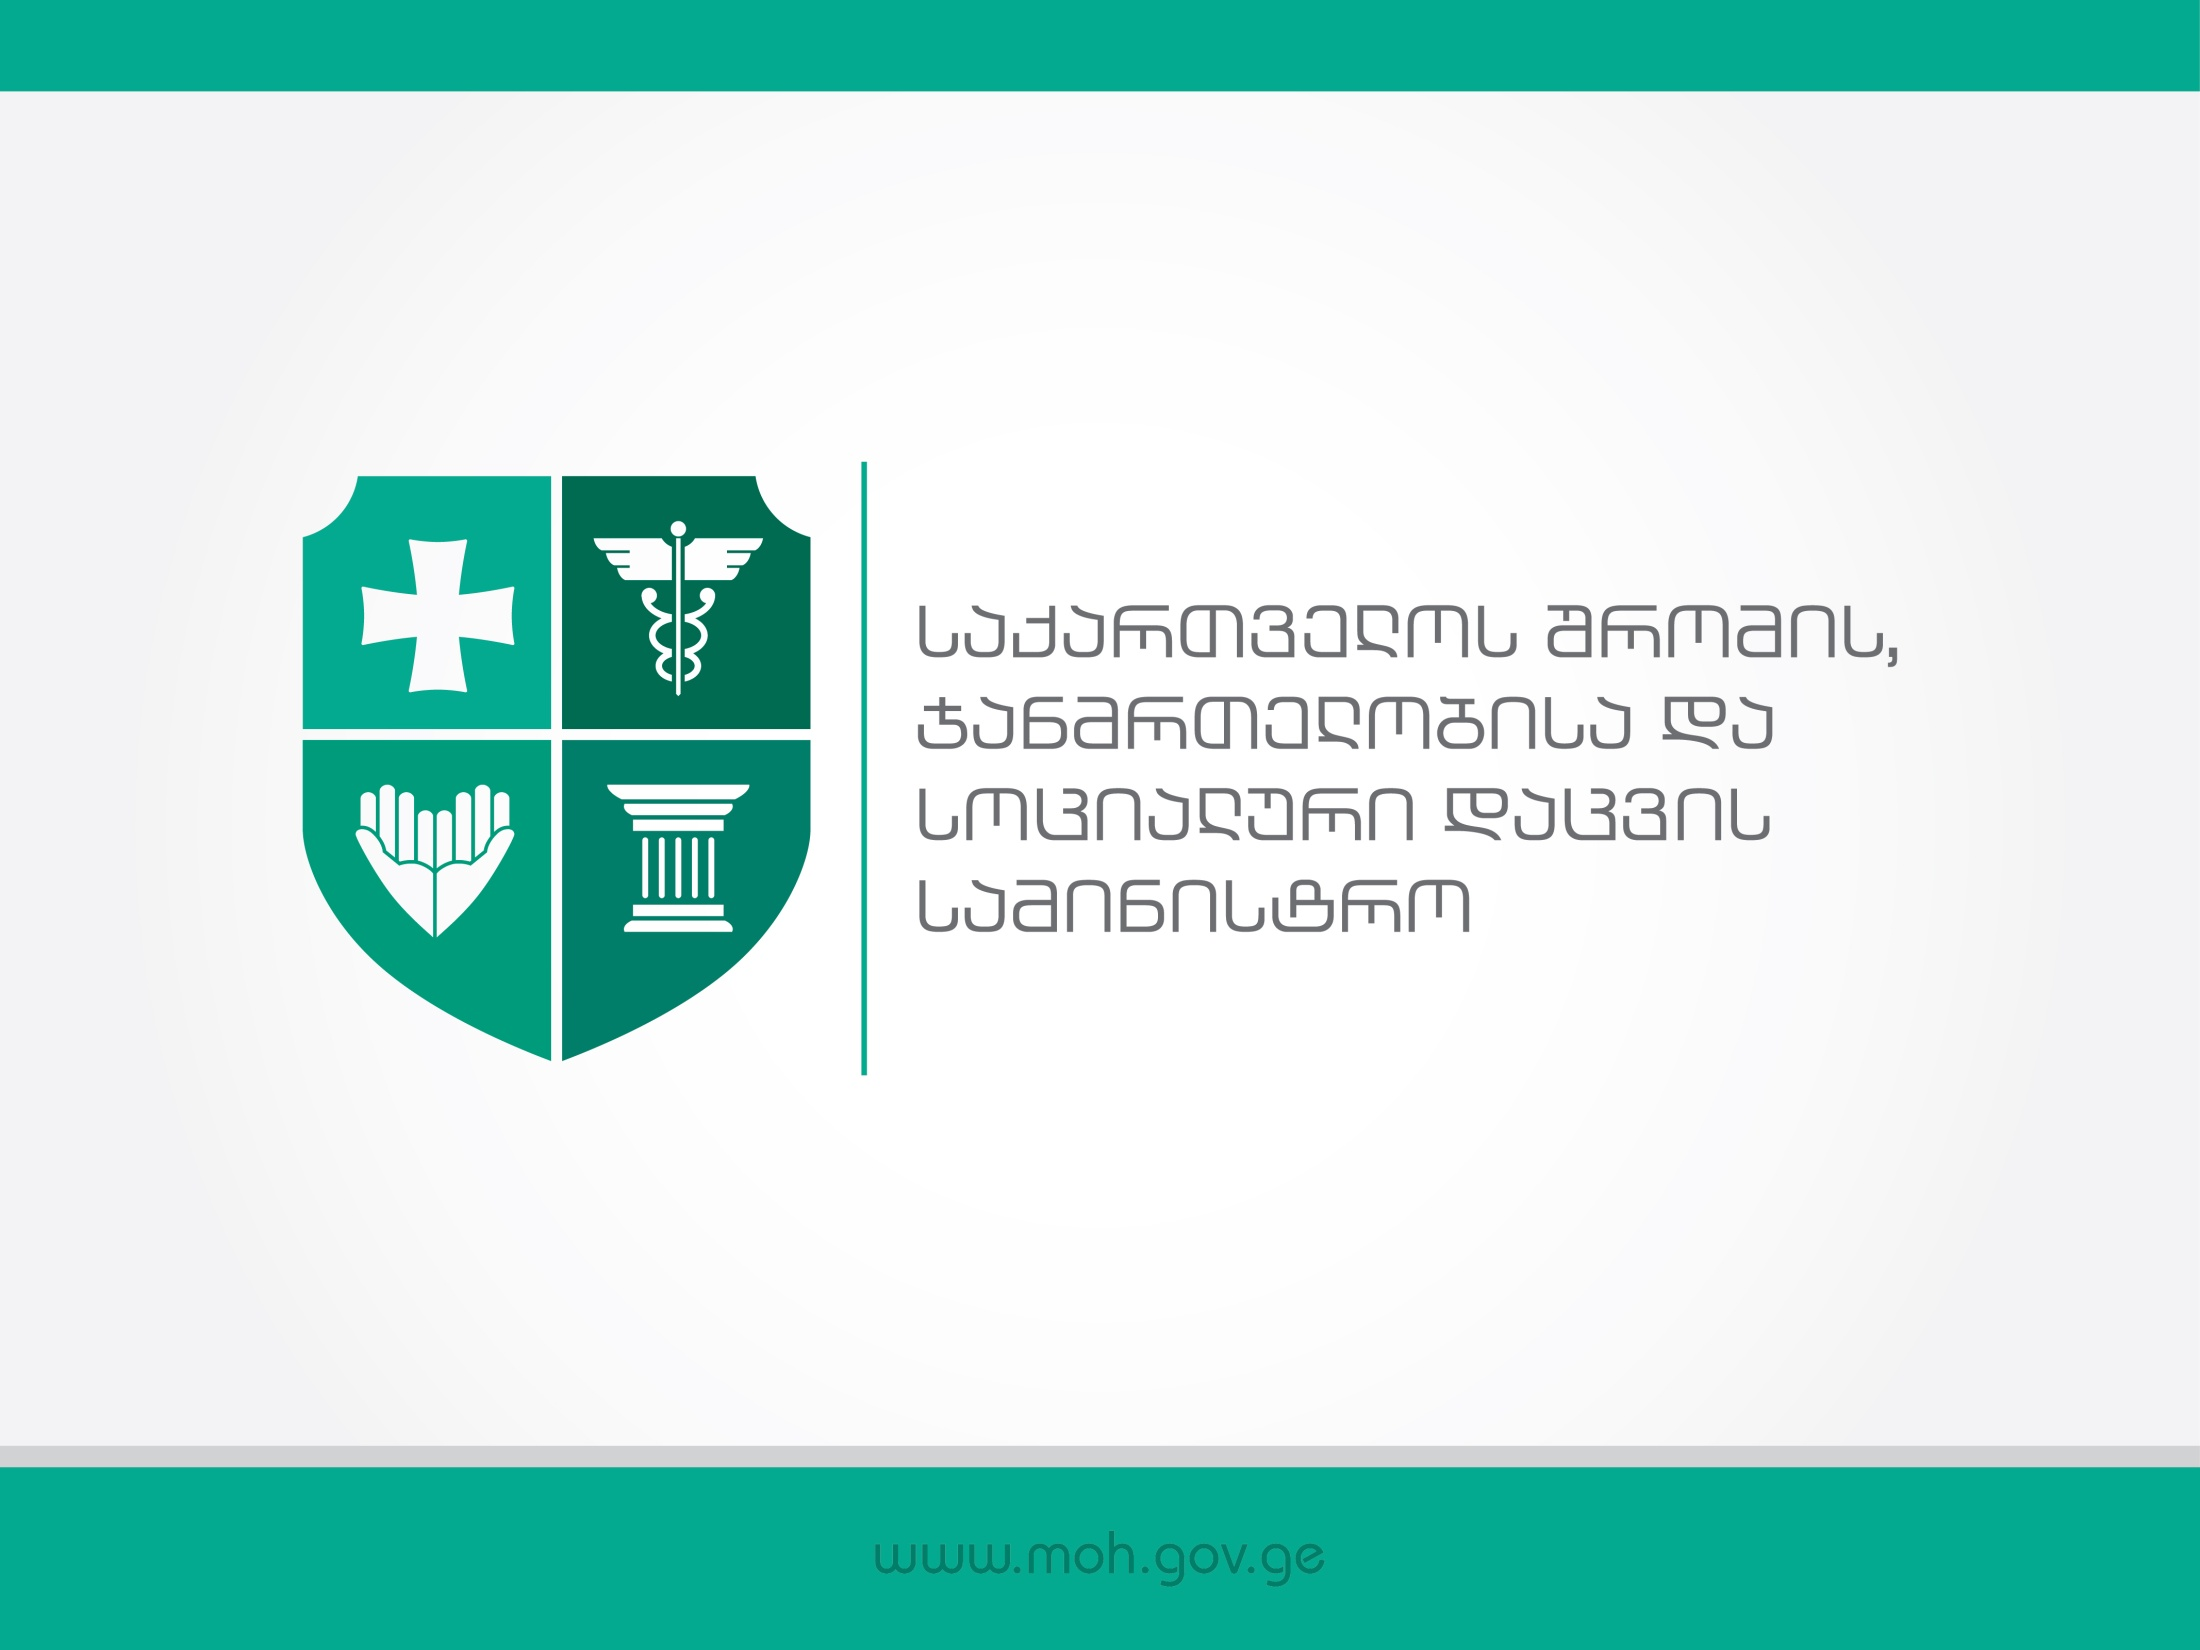 საქართველოს შრომის,
ჯანმრთელობისა და
სოციალური დაცვის
სამინისტრო
www.moh.gov.ge